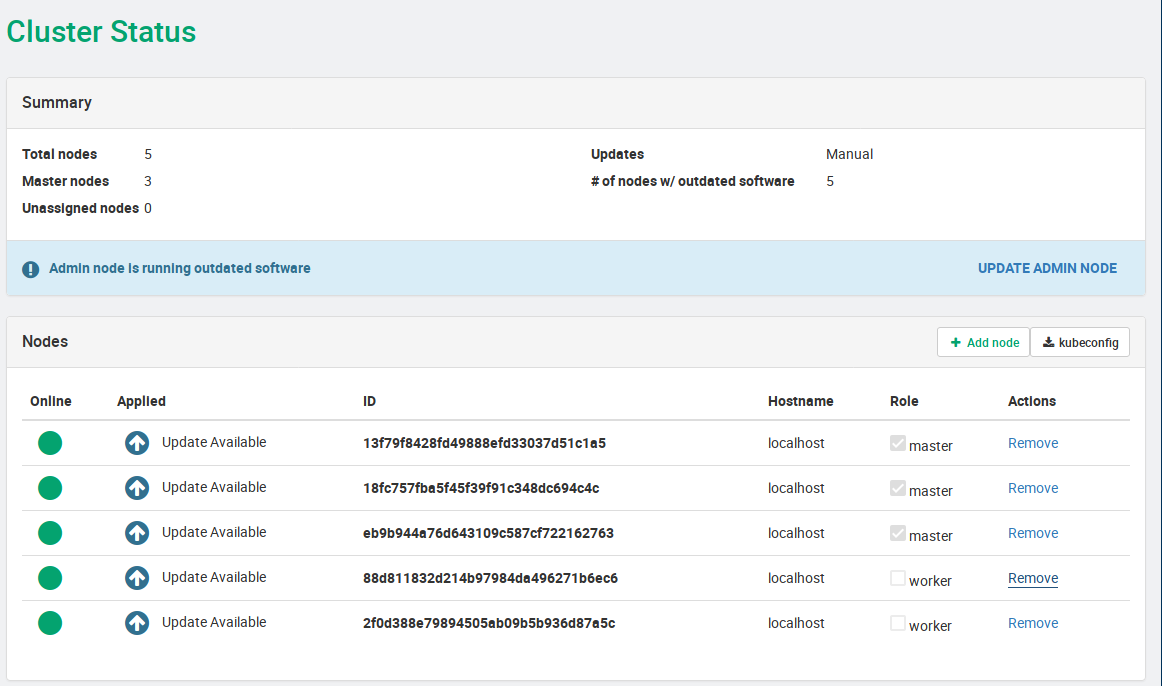 Cluster Status
Summary
Total nodes 5
Master nodes 3
Unassigned nodes 0
Updates Manual
# of nodes w/ outdated software 5
Admin node is running outdated software UPDATE ADMIN NODE
Nodes Add node kubeconfig
Online Applied ID Hostname Role Actions
Update Available 13f79f8428fd49888efd33037d51c1a5 localhost master Remove
Update Available 18fc757fba5f45f39f91c348dc694c4c localhost master Remove
Update Available eb9b944a76d643109c587cf722162763 localhost master Remove
Update Available 88d811832d214b97984da496271b6ec6 localhost worker Remove
Update Available 2f0d388e79894505ab09b5b936d87a5c localhost worker Remove